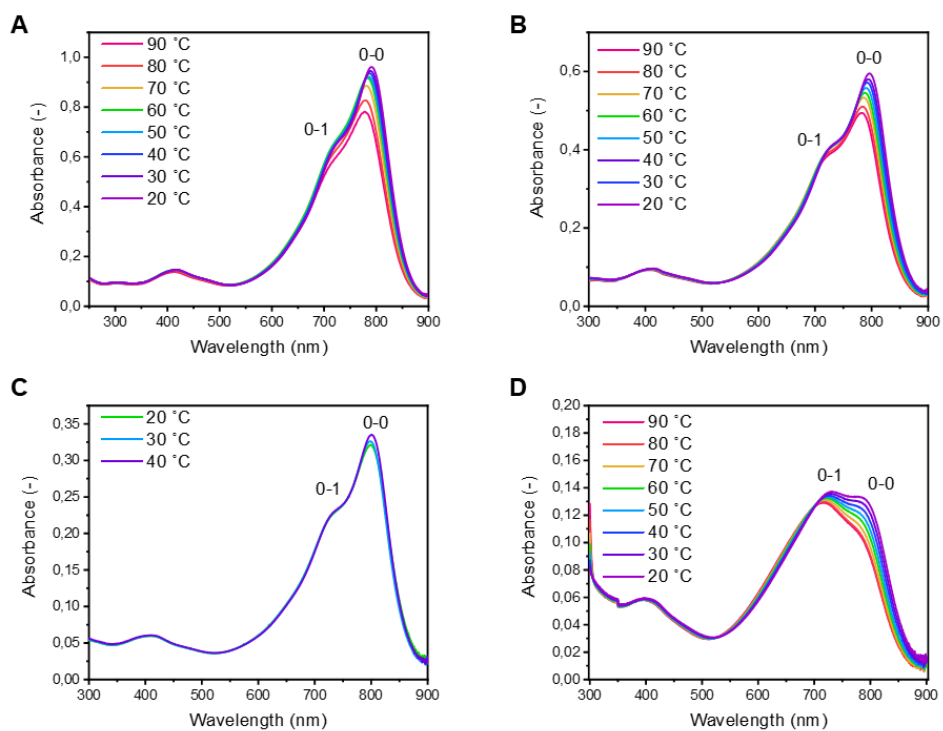 A
90 ˚C
80 ˚C
70 ˚C
60 ˚C
50 ˚C
40 ˚C
30 ˚C
20 ˚C
0-0
0-1
Absorbance (-)
1,0
0,8
0,6
0,4
0,2
0,0
300 400 500 600 700 800 900
Wavelength (nm)
B
90 ˚C
80 ˚C
70 ˚C
60 ˚C
50 ˚C
40 ˚C
30 ˚C
20 ˚C
0-0
0-1
Absorbance (-)
0,6
0,4
0,2
0,0
300 400 500 600 700 800 900
Wavelength (nm)
C
20 ˚C
30 ˚C
40 ˚C
0-0
0-1
Absorbance (-)
0,35
0,30
0,25
0,20
0,15
0,10
0,05
0,00
300 400 500 600 700 800 900
Wavelength (nm)
D
90 ˚C
80 ˚C
70 ˚C
60 ˚C
50 ˚C
40 ˚C
30 ˚C
20 ˚C
0-1
0-0
Absorbance (-)
0,20
0,18
0,16
0,14
0,12
0,10
0,08
0,06
0,04
0,02
0,00
300 400 500 600 700 800 900
Wavelength (nm)